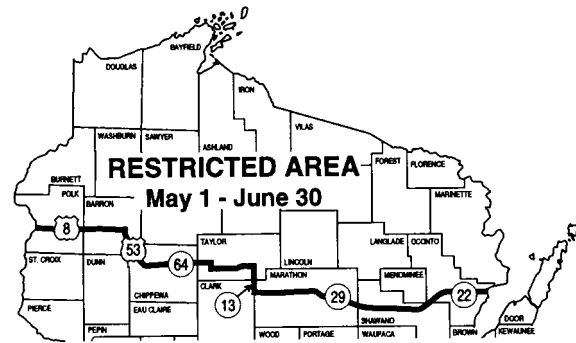 BAYFIELD
DOUGLAS
IRON
VILAS
WASHBURN SAWYER
ASHLAND
FOREST FLORENCE
RESTRICTED AREA
May 1 - June 30
BURNETT
POLK
BARRON
MARINETTE
8
53
64
TAYLOR
LINCOLN
LANGLADE OCONTO
ST. CROIX
DUNN
CHIPPEWA
CLARK
MARATHON
MENOMINEE
13
29
22
PIERCE
PEPIN
EAU CLAIRE
WOOD
PORTAGE
SHAWANO
WAUPACA
BROWN
DOOR
KEWAUNEE